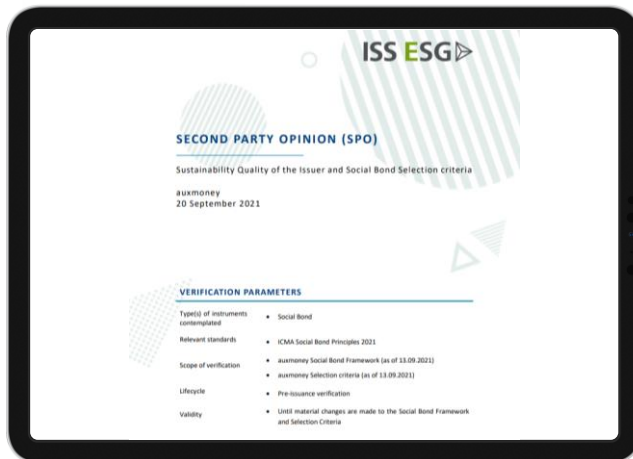 ISS ESG
SECOND PARTY OPINION (SPO)
Sustainability Quality of the Issuer and Social Bond Selection criteria
auxmoney
20 September 2021
VERIFICATION PARAMETERS
Type(s) of instruments
contemplated
• Social Bond
Relevant standards
• ICMA Social Bond Principles 2021
Scope of verification
• auxmoney Social Bond Framework (as of 13.09.2021)
• auxmoney Selection criteria (as of 13.09.2021)
Lifecycle
• Pre-issuance verification
Validity
• Until material changes are made to the Social Bond Framework
and Selection Criteria